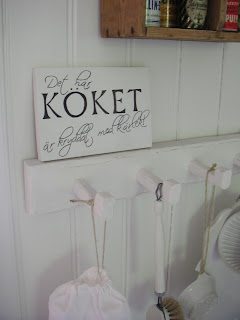 Det här
KÖKET
är kryddat med kärlek!